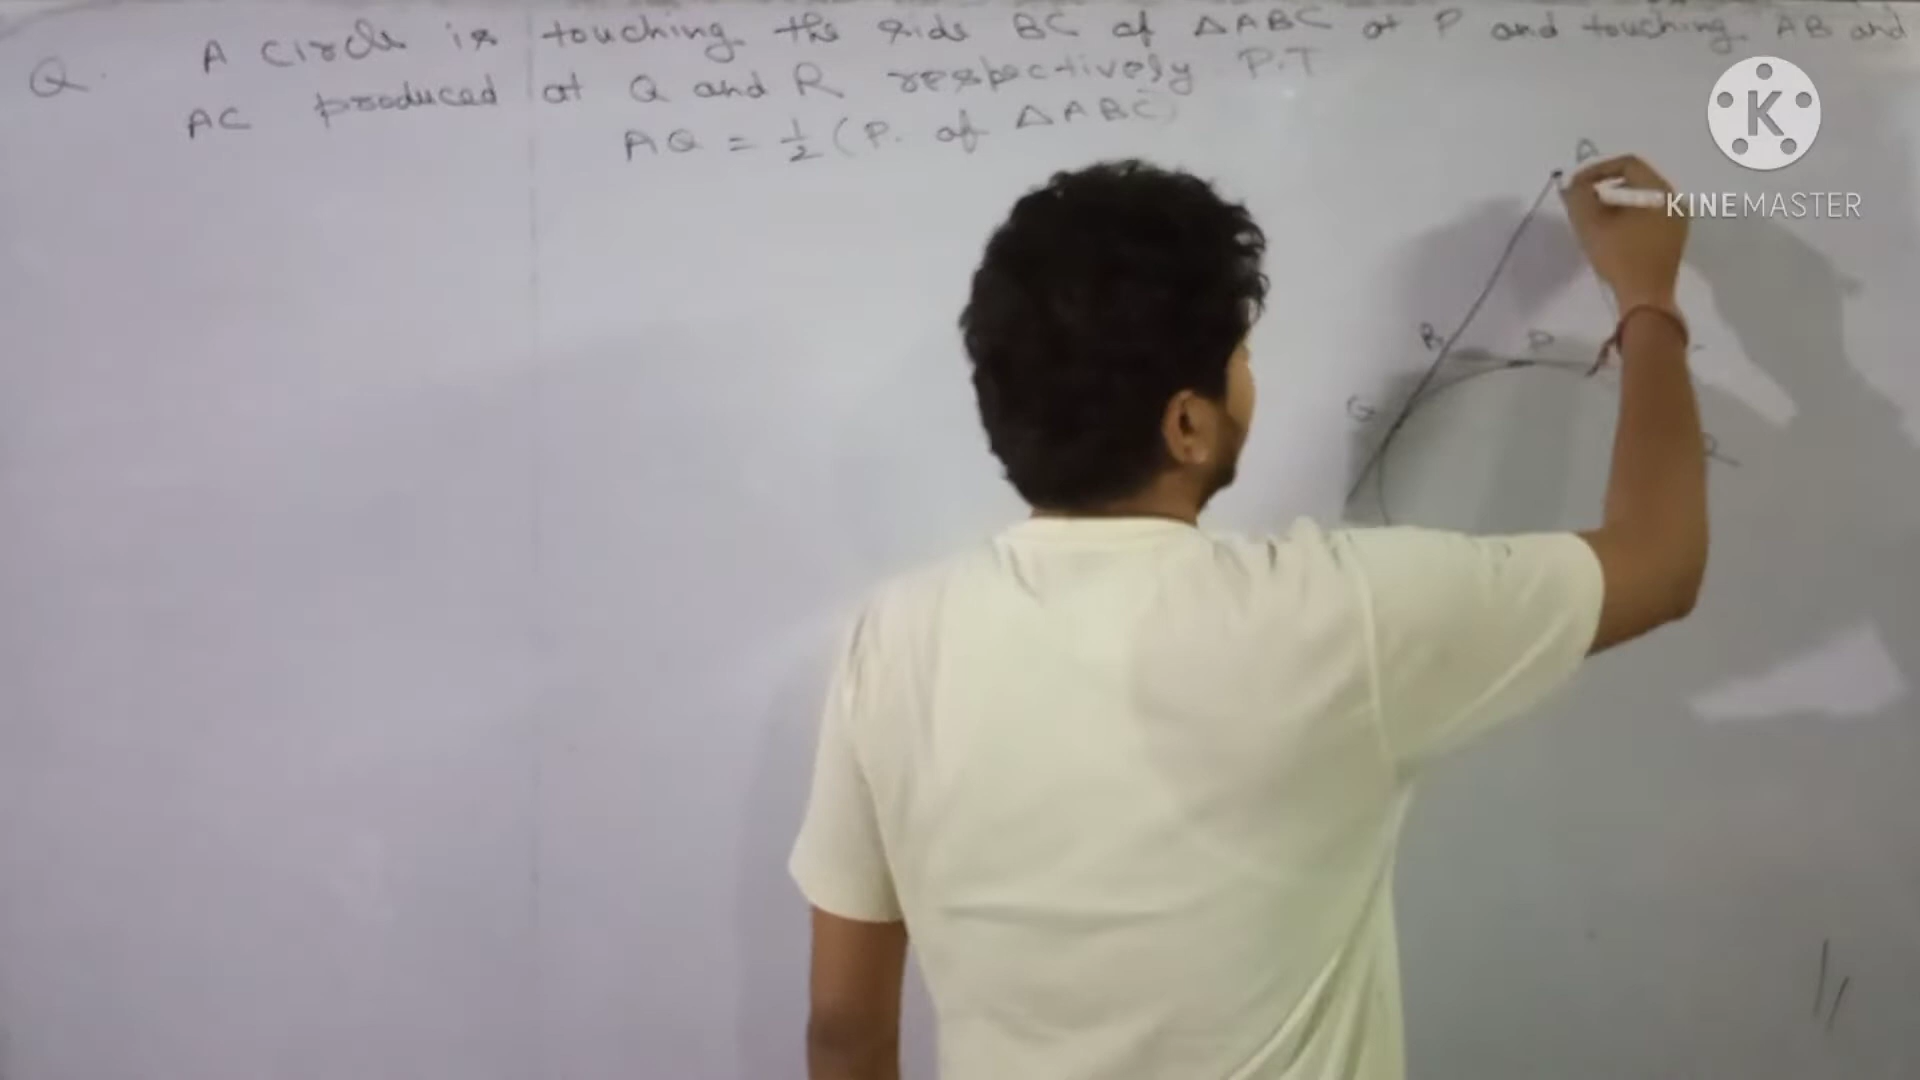 Q. A circle is touching the side BC of △ABC at P and touching AB and
AC produced at Q and R respectively P.T
AQ = 1/2 (P. of △ABC)
K
KINEMASTER
A
B P
Q
R